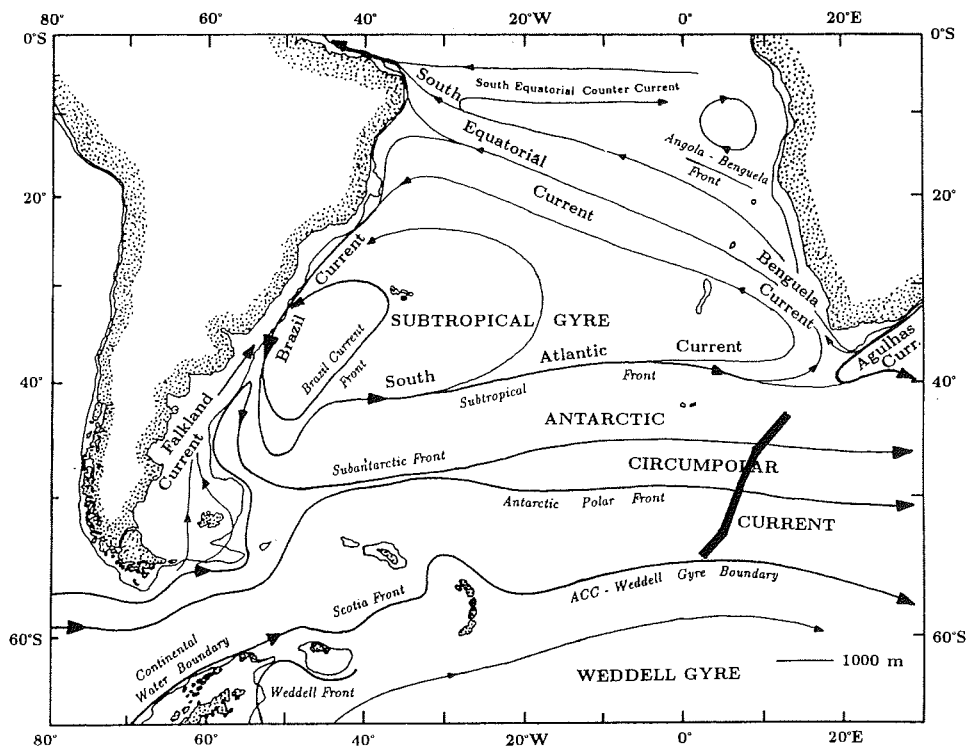 80° 60° 40° 20°W 0° 20°E
0°S 0°S
South
South Equatorial Counter Current
Equatorial
Angola - Benguela
Front
20° 20°
Current
Current
Benguela
Current
Brazil
SUBTROPICAL GYRE
Brazil Current
Front
Current
Agulhas
Curr.
South
Atlantic
40° 40°
Subtropical
Front
ANTARCTIC
Falkland
Current
Subantarctic Front
CIRCUMPOLAR
Antarctic Polar Front
CURRENT
ACC - Weddell Gyre Boundary
Scotia Front
60°S 60°S
Continental
Water Boundary
Weddell Front
WEDDELL GYRE
1000 m
80° 60° 40° 20°W 0° 20°E